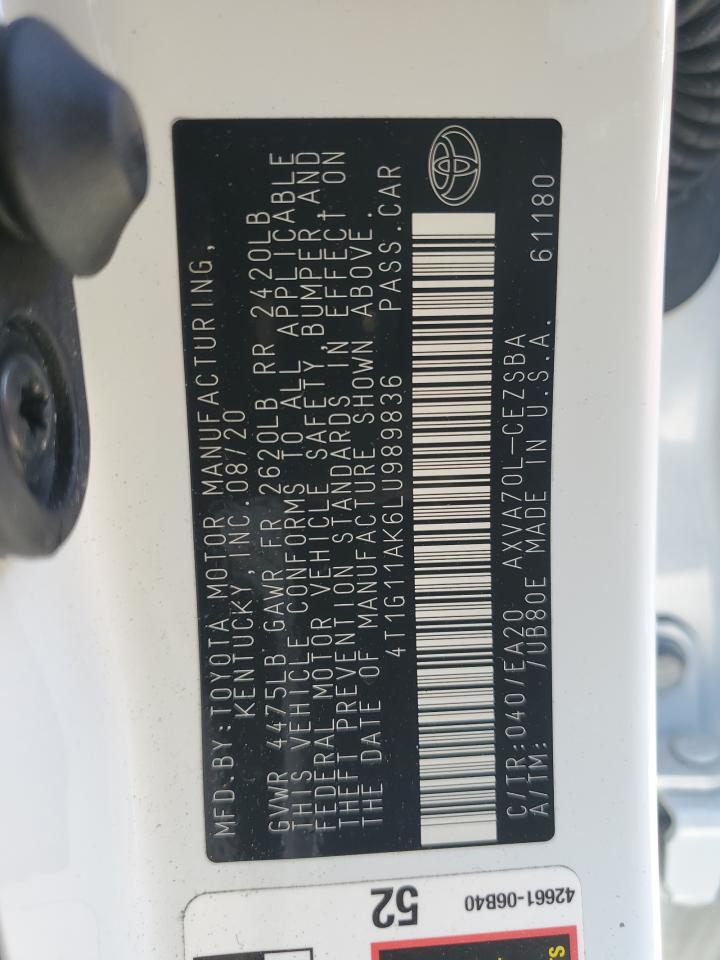 MFD.BY:TOYOTA MOTOR MANUFACTURING,
KENTUCKY,INC.08/20
GVWR 4475LB GAWR FR 2620LB RR 2420LB
THIS VEHICLE CONFORMS TO ALL APPLICABLE
FEDERAL MOTOR VEHICLE SAFETY,BUMPER,AND
THEFT PREVENTION STANDARDS IN EFFECT ON
THE DATE OF MANUFACTURE SHOWN ABOVE.
4T1G11AK6LU989836 PASS.CAR
C/TR:040/EA20 AXVA70L-CEZSBA
A/TM: /UB80E MADE IN U.S.A. 61180
52
42661-06B40